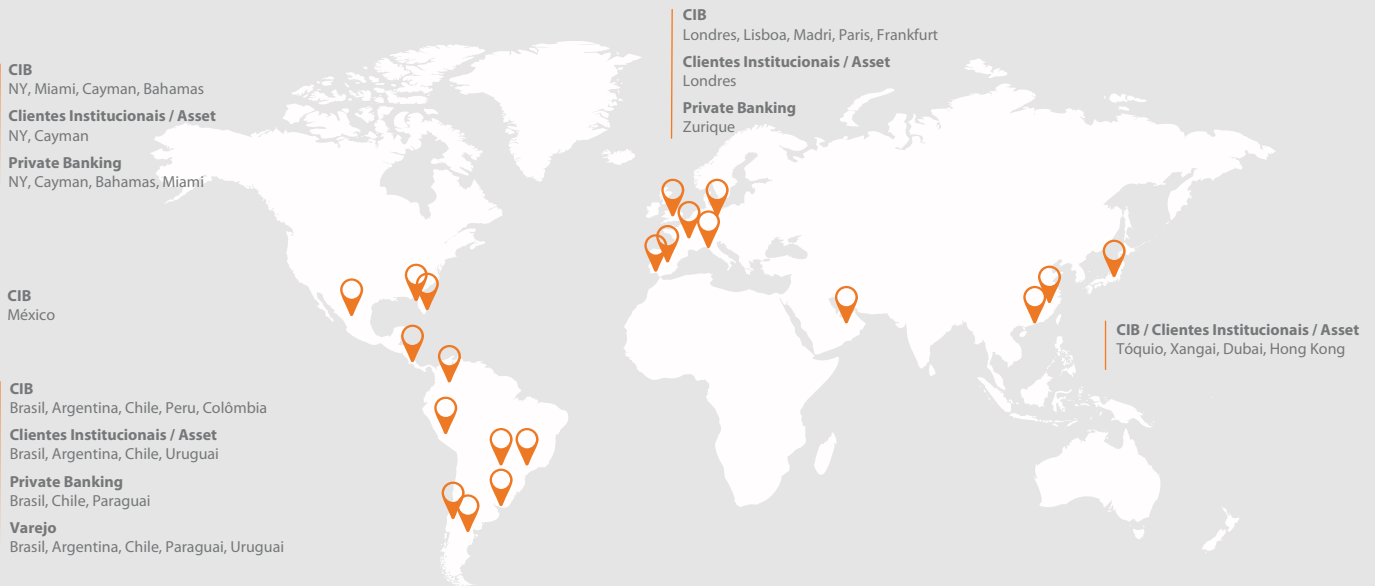 CIB
NY, Miami, Cayman, Bahamas
Clientes Institucionais / Asset
NY, Cayman
Private Banking
NY, Cayman, Bahamas, Miami
CIB
México
CIB
Brasil, Argentina, Chile, Peru, Colômbia
Clientes Institucionais / Asset
Brasil, Argentina, Chile, Uruguai
Private Banking
Brasil, Chile, Paraguai
Varejo
Brasil, Argentina, Chile, Paraguai, Uruguai
CIB
Londres, Lisboa, Madri, Paris, Frankfurt
Clientes Institucionais / Asset
Londres
Private Banking
Zurique
CIB / Clientes Institucionais / Asset
Tóquio, Xangai, Dubai, Hong Kong